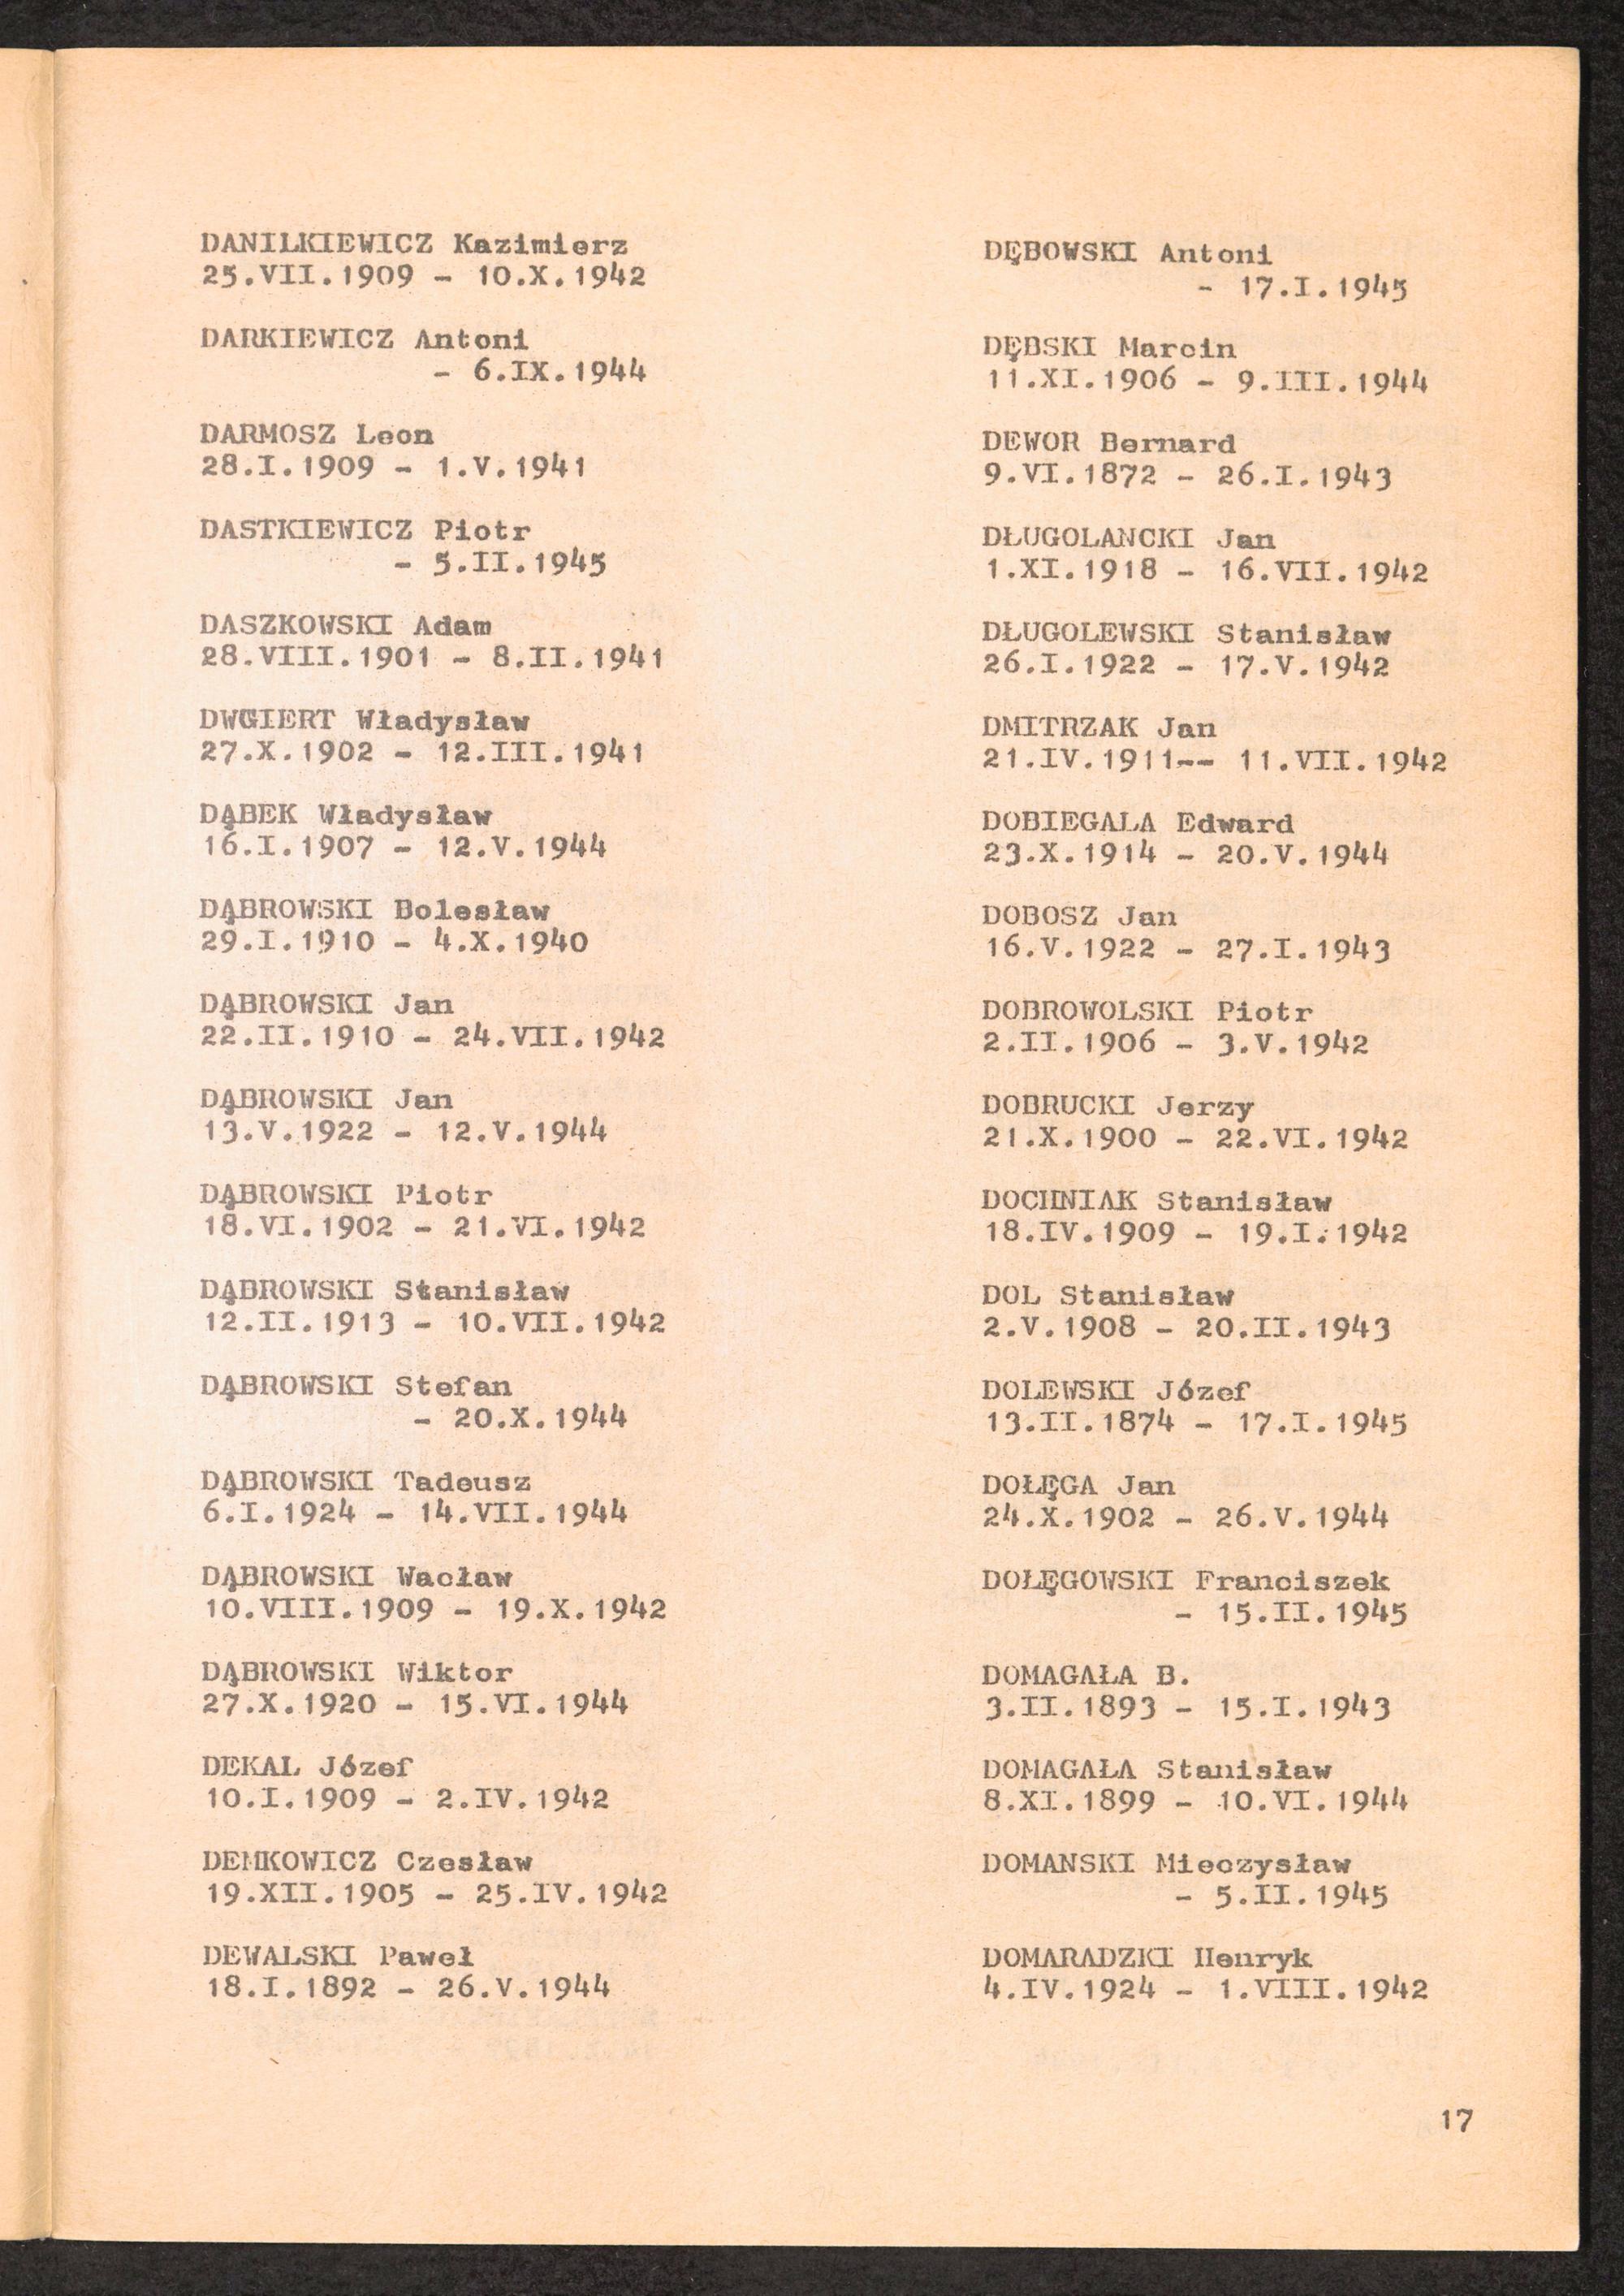 DANILKIEWICZ Kazimierz
25.VII.1909 - 10.X.1942
DARKIEWICZ Antoni
- 6.IX.1944
DARMOSZ Leon
28.I.1909 - 1.V.1941
DASTKIEWICZ Piotr
- 5.II.1945
DASZKOWSKI Adam
28.VIII.1901 - 8.II.1941
DWGIERT Władysław
27.X.1902 - 12.III.1941
DĄBEK Władysław
16.I.1907 - 12.V.1944
DĄBROWSKI Bolesław
29.I.1910 - 4.X.1940
DĄBROWSKI Jan
22.II.1910 - 24.VII.1942
DĄBROWSKI Jan
13.V.1922 - 12.V.1944
DĄBROWSKI Piotr
18.VI.1902 - 21.VI.1942
DĄBROWSKI Stanisław
12.II.1913 - 10.VII.1942
DĄBROWSKI Stefan
- 20.X.1944
DĄBROWSKI Tadeusz
6.I.1924 - 14.VII.1944
DĄBROWSKI Wacław
10.VIII.1909 - 19.X.1942
DĄBROWSKI Wiktor
27.X.1920 - 15.VI.1944
DEKAL Józef
10.I.1909 - 2.IV.1942
DEMKOWICZ Czesław
19.XII.1905 - 25.IV.1942
DEWALSKI Paweł
18.I.1892 - 26.V.1944
DĘBOWSKI Antoni
- 17.I.1945
DĘBSKI Marcin
11.XI.1906 - 9.III.1944
DEWOR Bernard
9.VI.1872 - 26.I.1943
DŁUGOLANCKI Jan
1.XI.1918 - 16.VII.1942
DŁUGOLEWSKI Stanisław
26.I.1922 - 17.V.1942
DMITRZAK Jan
21.IV.1911-- 11.VII.1942
DOBIEGALA Edward
23.X.1914 - 20.V.1944
DOBOSZ Jan
16.V.1922 - 27.I.1943
DOBROWOLSKI Piotr
2.II.1906 - 3.V.1942
DOBRUCKI Jerzy
21.X.1900 - 22.VI.1942
DOCHNIAK Stanisław
18.IV.1909 - 19.I.1942
DOL Stanisław
2.V.1908 - 20.II.1943
DOLEWSKI Józef
13.II.1874 - 17.I.1945
DOŁĘGA Jan
24.X.1902 - 26.V.1944
DOŁĘGOWSKI Franciszek
- 15.II.1945
DOMAGAŁA B.
3.II.1893 - 15.I.1943
DOMAGAŁA Stanisław
8.XI.1899 - 10.VI.1944
DOMANSKI Mieczysław
- 5.II.1945
DOMARADZKI Henryk
4.IV.1924 - 1.VIII.1942
17